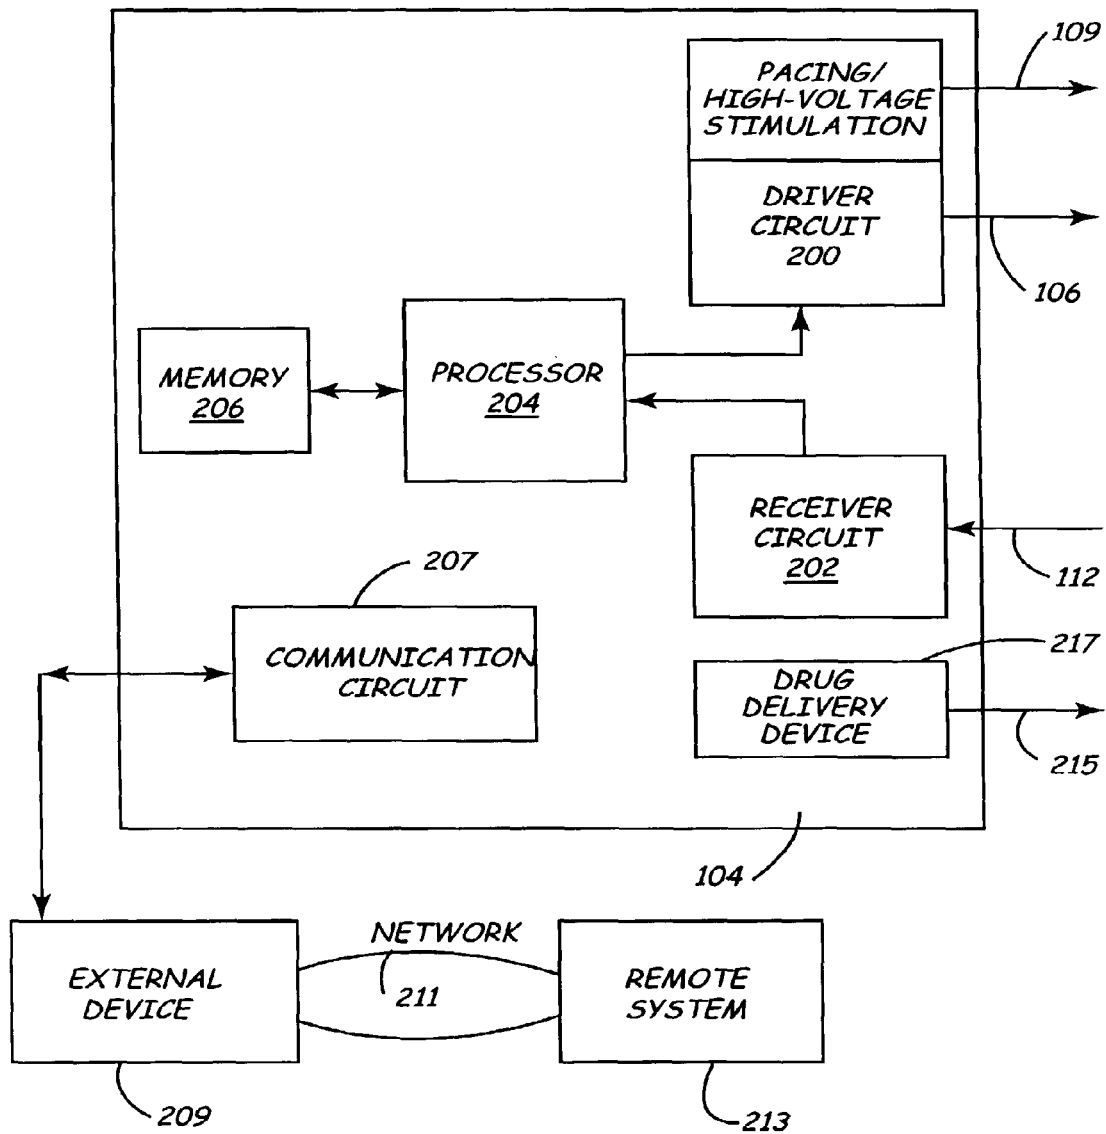 109
PACING/
HIGH-VOLTAGE
STIMULATION
DRIVER
CIRCUIT
200
106
MEMORY
206
PROCESSOR
204
RECEIVER
CIRCUIT
202
112
207
COMMUNICATION
CIRCUIT
217
DRUG
DELIVERY
DEVICE
215
104
EXTERNAL
DEVICE
NETWORK
211
REMOTE
SYSTEM
209
213